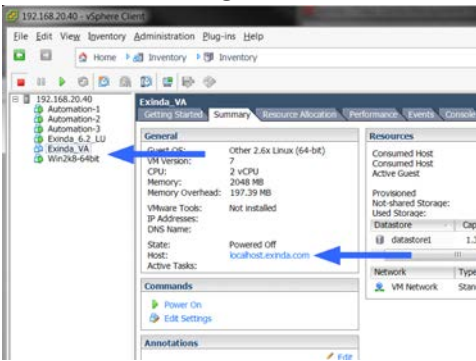 192.168.20.40 - vSphere Client
File Edit View Inventory Administration Plug-ins Help
Home Inventory Inventory
192.168.20.40
Automation-1
Automation-2
Automation-3
Exinda_6.2_LU
Exinda_VA
Win2k8-64bit
Exinda_VA
Getting Started Summary Resource Allocation Performance Events Console
General
Guest OS: Other 2.6x Linux (64-bit)
VM Version: 7
CPU: 2 vCPU
Memory: 2048 MB
Memory Overhead: 197.39 MB
VMware Tools: Not installed
IP Addresses:
DNS Name:
State: Powered Off
Host: localhost.exinda.com
Active Tasks:
Commands
Power On
Edit Settings
Annotations
Edit
Resources
Consumed Host
Consumed Host
Active Guest
Provisioned
Not-shared Storage:
Used Storage:
Datastore Cap
datastore1 1.
Network Type
VM Network Stan